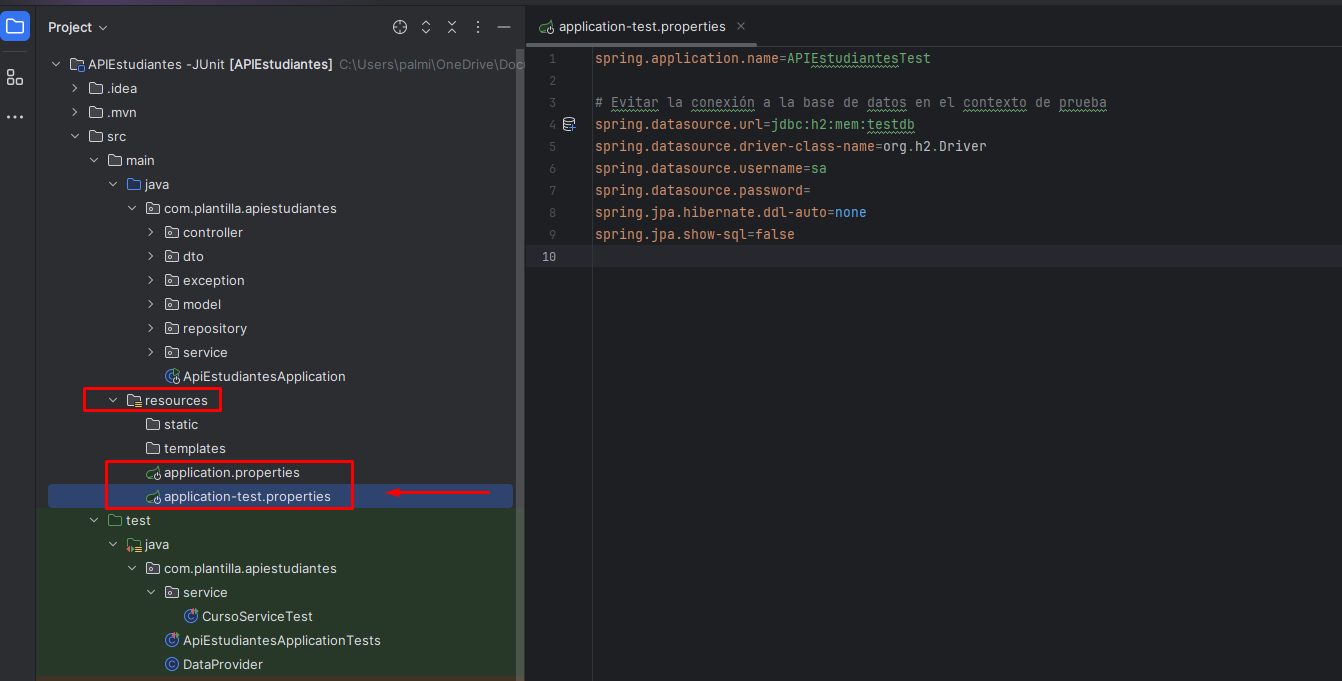 Project
APIEstudiantes -JUnit [APIEstudiantes] C:\Users\palmi\OneDrive\Doc
.idea
.mvn
src
main
java
com.plantilla.apiestudiantes
controller
dto
exception
model
repository
service
ApiEstudiantesApplication
resources
static
templates
application.properties
application-test.properties
test
java
com.plantilla.apiestudiantes
service
CursoServiceTest
ApiEstudiantesApplicationTests
DataProvider
application-test.properties
1 spring.application.name=APIEstudiantesTest
2
3 # Evitar la conexión a la base de datos en el contexto de prueba
4 spring.datasource.url=jdbc:h2:mem:testdb
5 spring.datasource.driver-class-name=org.h2.Driver
6 spring.datasource.username=sa
7 spring.datasource.password=
8 spring.jpa.hibernate.ddl-auto=none
9 spring.jpa.show-sql=false
10